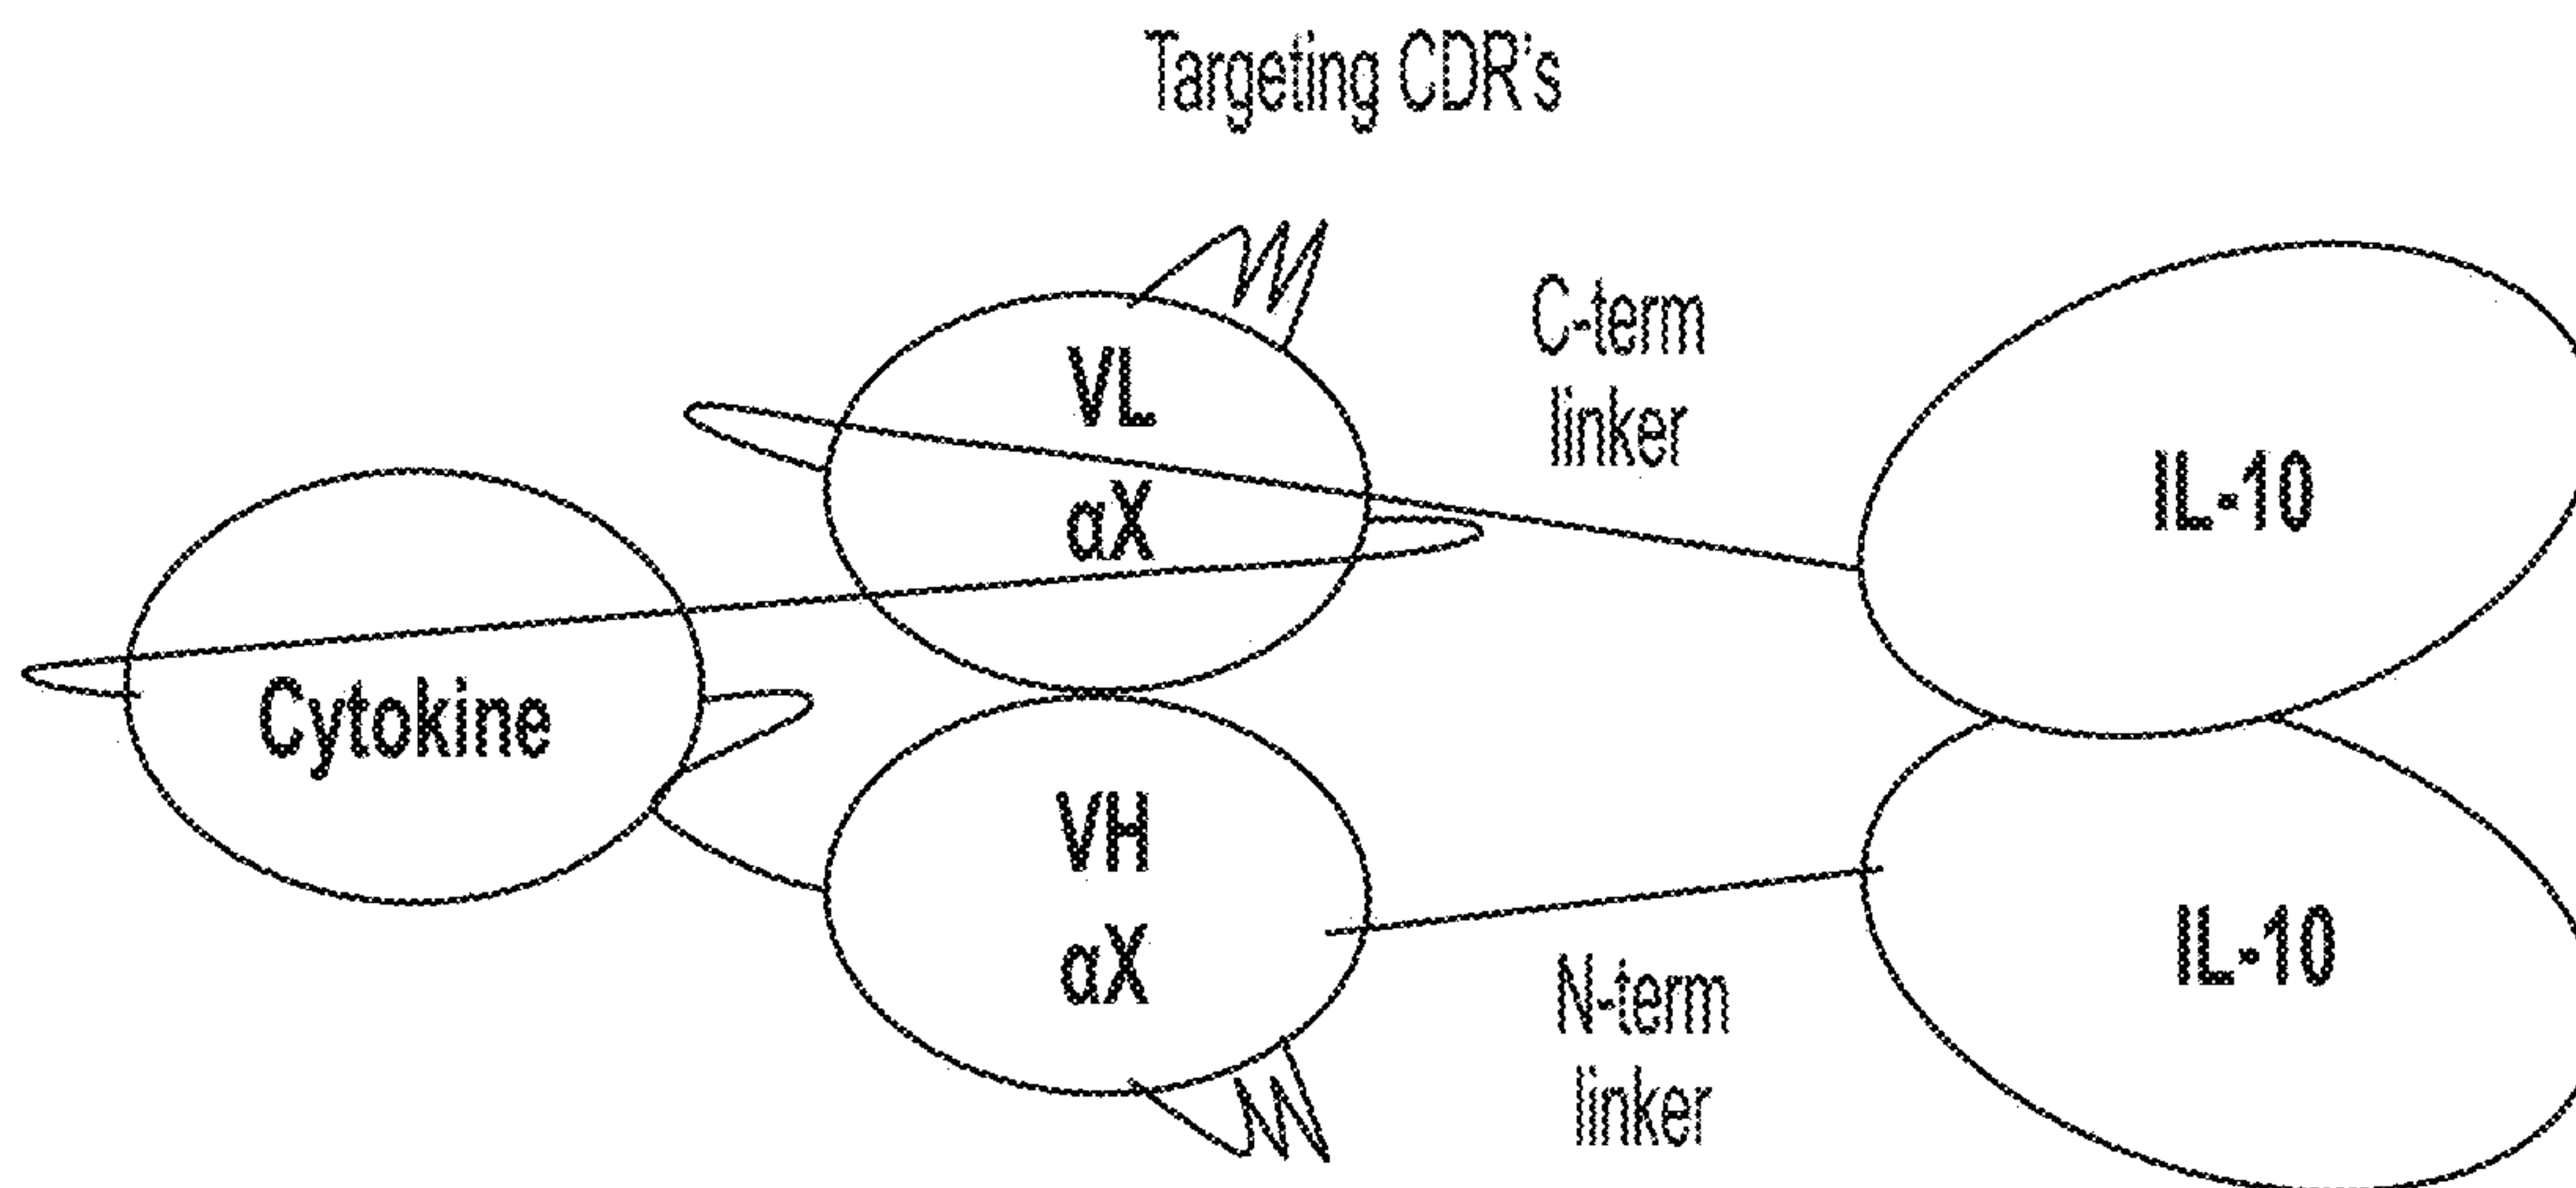 Targeting CDR's
C-term
linker
VL
αX
IL-10
Cytokine
VH
αX
IL-10
N-term
linker